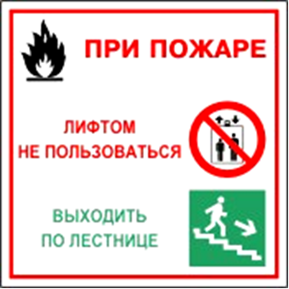 ПРИ ПОЖАРЕ
ЛИФТОМ
НЕ ПОЛЬЗОВАТЬСЯ
ВЫХОДИТЬ
ПО ЛЕСТНИЦЕ